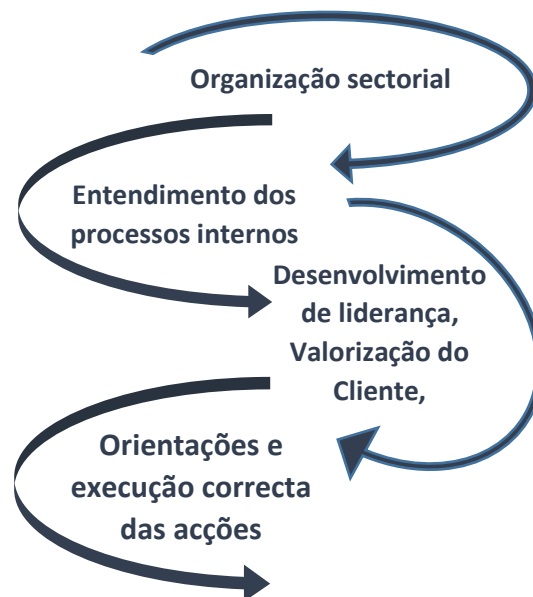 Organização sectorial
Entendimento dos
processos internos
Desenvolvimento
de liderança,
Valorização do
Cliente,
Orientações e
execução correcta
das acções